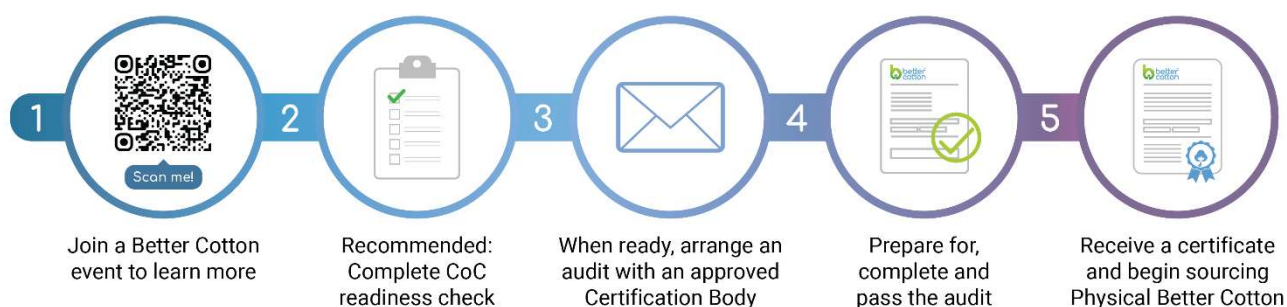 1
Scan me!
Join a Better Cotton
event to learn more
2
Recommended:
Complete CoC
readiness check
3
When ready, arrange an
audit with an approved
Certification Body
4
better
cotton
Prepare for,
complete and
pass the audit
5
better
cotton
Receive a certificate
and begin sourcing
Physical Better Cotton